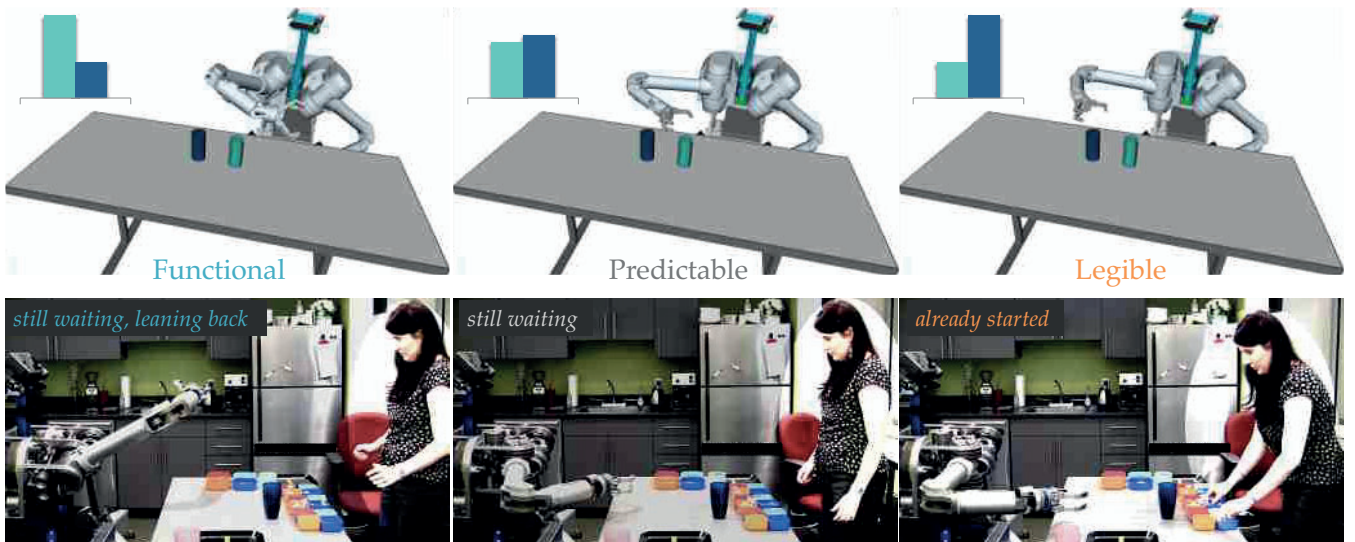 Functional
Predictable
Legible
still waiting, leaning back
still waiting
already started